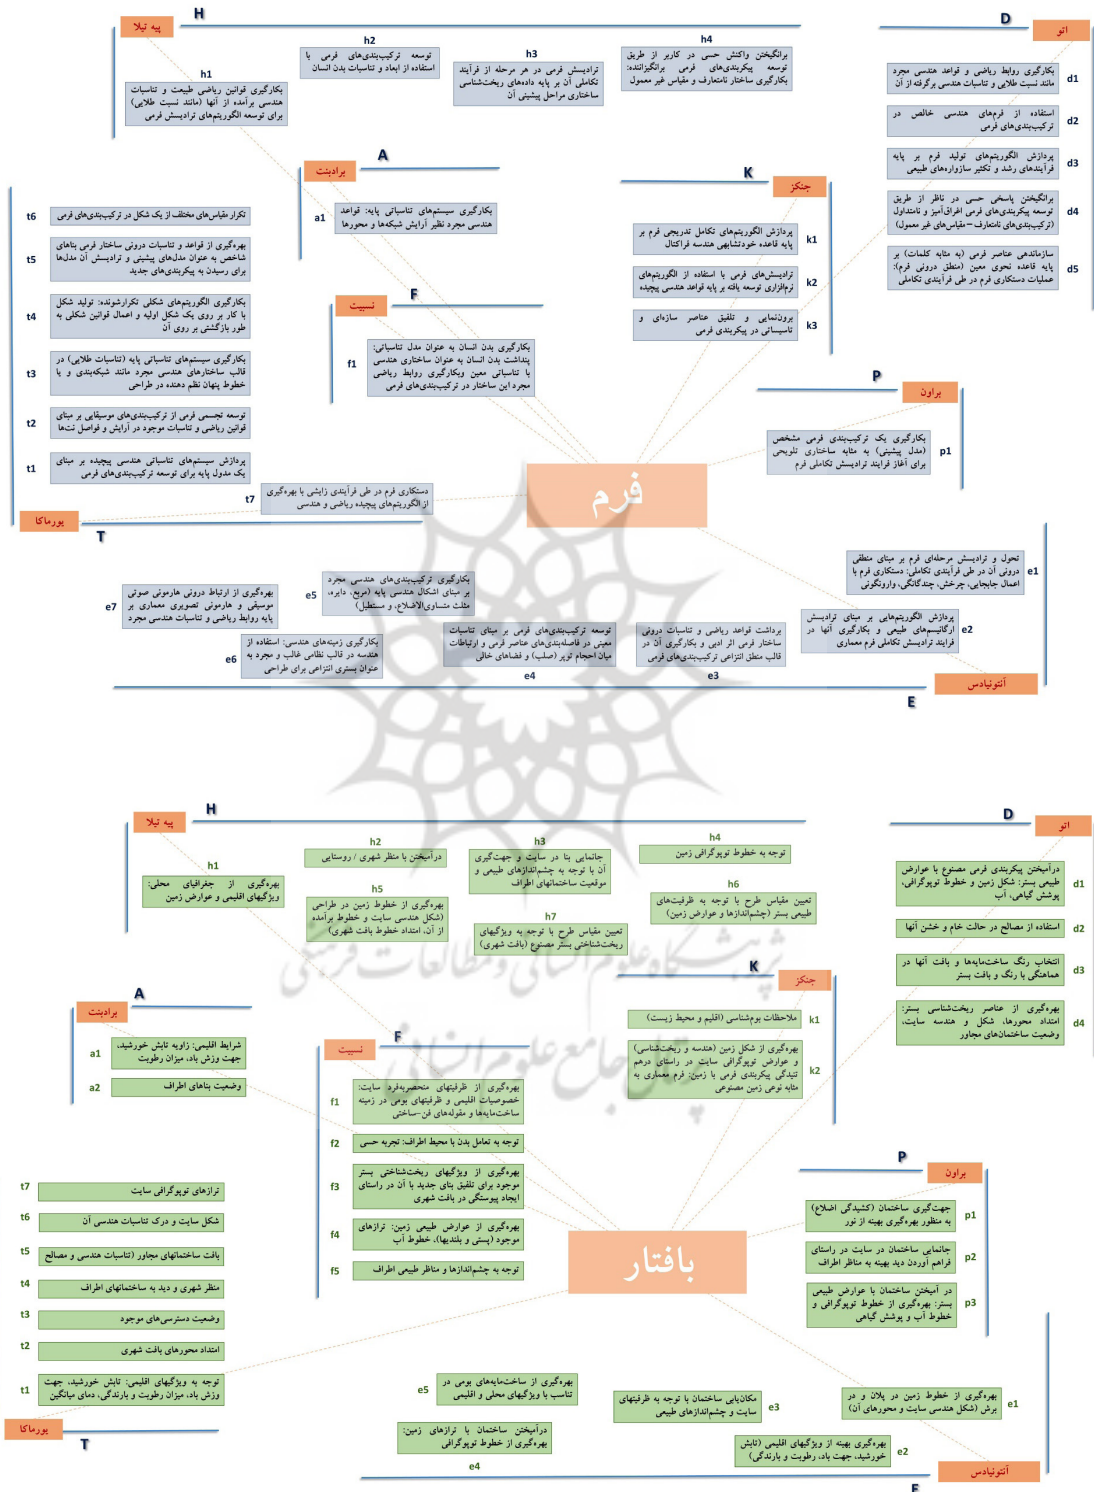 H
پیه تیلا
h1
بکارگیری قوانین ریاضی طبیعت و تناسبات
هندسی برآمده از آنها (مانند نسبت طلایی)
برای توسعه الگوریتم‌های ترادیسش فرمی
h2
توسعه ترکیب‌بندی‌های فرمی با
استفاده از ابعاد و تناسبات بدن انسان
h3
ترادیسش فرمی در هر مرحله از فرآیند
تکاملی آن بر پایه داده‌های ریخت‌شناسی
ساختاری مراحل پیشینی آن
h4
برانگیختن واکنش حسی در کاربر از طریق
توسعه پیکربندی‌های فرمی برانگیزاننده:
بکارگیری ساختار نامتعارف و مقیاس غیر معمول
D
اتو
d1
بکارگیری روابط ریاضی و قواعد هندسی مجرد
مانند نسبت طلایی و تناسبات هندسی برگرفته از آن
d2
استفاده از فرم‌های هندسی خالص در
ترکیب‌بندی‌های فرمی
d3
پردازش الگوریتم‌های تولید فرم بر پایه
فرآیندهای رشد و تکثیر سازواره‌های طبیعی
d4
برانگیختن پاسخی حسی در ناظر از طریق
توسعه پیکربندی‌های فرمی اغراق‌آمیز و نامتداول
(ترکیب‌بندی‌های نامتعارف – مقیاس‌های غیر معمول)
d5
سازماندهی عناصر فرمی (به مثابه کلمات) بر
پایه قاعده نحوی معین (منطق درونی فرم):
عملیات دستکاری فرم در طی فرآیندی تکاملی
A
برادبنت
a1
بکارگیری سیستم‌های تناسباتی پایه: قواعد
هندسی مجرد نظیر آرایش شبکه‌ها و محورها
K
جنکز
k1
پردازش الگوریتم‌های تکامل تدریجی فرم بر
پایه قاعده خودتشابهی هندسه فراکتال
k2
ترادیسش‌های فرمی با استفاده از الگوریتم‌های
نرم‌افزاری توسعه یافته بر پایه قواعد هندسی پیچیده
k3
برون‌نمایی و تلفیق عناصر سازه‌ای و
تاسیساتی در پیکربندی فرمی
F
نسبیت
f1
بکارگیری بدن انسان به عنوان مدل تناسباتی:
پنداشت بدن انسان به عنوان ساختاری هندسی
با تناسباتی معین وبکارگیری روابط ریاضی
مجرد این ساختار در ترکیب‌بندی‌های فرمی
P
براون
p1
بکارگیری یک ترکیب‌بندی فرمی مشخص
(مدل پیشینی) به مثابه ساختاری تلویحی
برای آغاز فرایند ترادیسش تکاملی فرم
t6
تکرار مقیاس‌های مختلف از یک شکل در ترکیب‌بندی‌های فرمی
t5
بهره‌گیری از قواعد و تناسبات درونی ساختار فرمی بناهای
شاخص به عنوان مدل‌های پیشینی و ترادیسش آن مدل‌ها
برای رسیدن به پیکربندی‌های جدید
t4
بکارگیری الگوریتم‌های شکلی تکرارشونده: تولید شکل
با کار بر روی یک شکل اولیه و اعمال قوانین شکلی به
طور بازگشتی بر روی آن
t3
بکارگیری سیستم‌های تناسباتی پایه (تناسبات طلایی) در
قالب ساختارهای هندسی مجرد مانند شبکه‌بندی و یا
خطوط پنهان نظم دهنده در طراحی
t2
توسعه تجسمی فرمی از ترکیب‌بندی‌های موسیقایی بر مبنای
قوانین ریاضی و تناسبات موجود در آرایش و فواصل نت‌ها
t1
پردازش سیستم‌های تناسباتی هندسی پیچیده بر مبنای
یک مدول پایه برای توسعه ترکیب‌بندی‌های فرمی
t7
دستکاری فرم در طی فرآیندی زایشی با بهره‌گیری
از الگوریتم‌های پیچیده ریاضی و هندسی
یورماکا
T
فرم
e1
تحول و ترادیسش مرحله‌ای فرم بر مبنای منطقی
درونی آن در طی فرآیندی تکاملی: دستکاری فرم با
اعمال جابجایی، چرخش، چندگانگی، وارونگونی
e2
پردازش الگوریتم‌هایی بر مبنای ترادیسش
ارگانیسم‌های طبیعی و بکارگیری آنها در
فرایند ترادیسش تکاملی فرم معماری
e3
برداشت قواعد ریاضی و تناسبات درونی
ساختار فرمی اثر ادبی و بکارگیری آن در
قالب منطق انتزاعی ترکیب‌بندی‌های فرمی
e4
توسعه ترکیب‌بندی‌های فرمی بر مبنای تناسبات
معینی در فاصله‌بندی‌های عناصر فرمی و ارتباطات
میان احجام توپر (صلب) و فضاهای خالی
e5
بکارگیری ترکیب‌بندی‌های هندسی مجرد
بر مبنای اشکال هندسی پایه (مربع، دایره،
مثلث متساوی‌الاضلاع، و مستطیل)
e6
بکارگیری زمینه‌های هندسی: استفاده از
هندسه در قالب نظامی غالب و مجرد به
عنوان بستری انتزاعی برای طراحی
e7
بهره‌گیری از ارتباط درونی هارمونی صوتی
موسیقی و هارمونی تصویری معماری بر
پایه روابط ریاضی و تناسبات هندسی مجرد
آنتونیادس
E
H
پیه تیلا
h1
بهره‌گیری از جغرافیای محلی:
ویژگیهای اقلیمی و عوارض زمین
h2
درآمیختن با منظر شهری / روستایی
h3
جانمایی بنا در سایت و جهت‌گیری
آن با توجه به چشم‌اندازهای طبیعی و
موقعیت ساختمانهای اطراف
h4
توجه به خطوط توپوگرافی زمین
h5
بهره‌گیری از خطوط زمین در طراحی
(شکل هندسی سایت و خطوط برآمده
از آن، امتداد خطوط بافت شهری)
h6
تعیین مقیاس طرح با توجه به ظرفیت‌های
طبیعی بستر (چشم‌اندازها و عوارض زمین)
h7
تعیین مقیاس طرح با توجه به ویژگیهای
ریخت‌شناختی بستر مصنوع (بافت شهری)
D
اتو
d1
درآمیختن پیکربندی فرمی مصنوع با عوارض
طبیعی بستر: شکل زمین و خطوط توپوگرافی،
پوشش گیاهی، آب
d2
استفاده از مصالح در حالت خام و خشن آنها
d3
انتخاب رنگ ساخت‌مایه‌ها و بافت آنها در
هماهنگی با رنگ و بافت بستر
d4
بهره‌گیری از عناصر ریخت‌شناسی بستر:
امتداد محورها، شکل و هندسه سایت،
وضعیت ساختمان‌های مجاور
پژوهشگاه علوم انسانی و مطالعات فرهنگی
پرتال جامع علوم انسانی
A
برادبنت
a1
شرایط اقلیمی: زاویه تابش خورشید،
جهت وزش باد، میزان رطوبت
a2
وضعیت بناهای اطراف
K
جنکز
k1
ملاحظات بوم‌شناسی (اقلیم و محیط زیست)
k2
بهره‌گیری از شکل زمین (هندسه و ریخت‌شناسی)
و عوارض توپوگرافی سایت در راستای درهم
تنیدگی پیکربندی فرمی با زمین: فرم معماری به
مثابه نوعی زمین مصنوعی
F
نسبیت
f1
بهره‌گیری از ظرفیتهای منحصربه‌فرد سایت:
خصوصیات اقلیمی و ظرفیتهای بومی در زمینه
ساخت‌مایه‌ها و مقوله‌های فن-ساختی
f2
توجه به تعامل بدن با محیط اطراف: تجربه حسی
f3
بهره‌گیری از ویژگیهای ریخت‌شناختی بستر
موجود برای تلفیق بنای جدید با آن در راستای
ایجاد پیوستگی در بافت شهری
f4
بهره‌گیری از عوارض طبیعی زمین: ترازهای
موجود (پستی و بلندیها)، خطوط آب
f5
توجه به چشم‌اندازها و مناظر طبیعی اطراف
P
براون
p1
جهت‌گیری ساختمان (کشیدگی اضلاع)
به منظور بهره‌گیری بهینه از نور
p2
جانمایی ساختمان در سایت در راستای
فراهم آوردن دید بهینه به مناظر اطراف
p3
در آمیختن ساختمان با عوارض طبیعی
بستر: بهره‌گیری از خطوط توپوگرافی و
خطوط آب و پوشش گیاهی
بافتار
t7
ترازهای توپوگرافی سایت
t6
شکل سایت و درک تناسبات هندسی آن
t5
بافت ساختمانهای مجاور (تناسبات هندسی و مصالح
t4
منظر شهری و دید به ساختمانهای اطراف
t3
وضعیت دسترسی‌های موجود
t2
امتداد محورهای بافت شهری
t1
توجه به ویژگیهای اقلیمی: تابش خورشید، جهت
وزش باد، میزان رطوبت و بارندگی، دمای میانگین
یورماکا
T
e1
بهره‌گیری از خطوط زمین در پلان و در
برش (شکل هندسی سایت و محورهای آن)
e2
بهره‌گیری بهینه از ویژگیهای اقلیمی (تابش
خورشید، جهت باد، رطوبت و بارندگی)
e3
مکان‌یابی ساختمان با توجه به ظرفیتهای
سایت و چشم‌اندازهای طبیعی
e4
درآمیختن ساختمان با ترازهای زمین:
بهره‌گیری از خطوط توپوگرافی
e5
بهره‌گیری از ساخت‌مایه‌های بومی در
تناسب با ویژگیهای محلی و اقلیمی
آنتونیادس
E